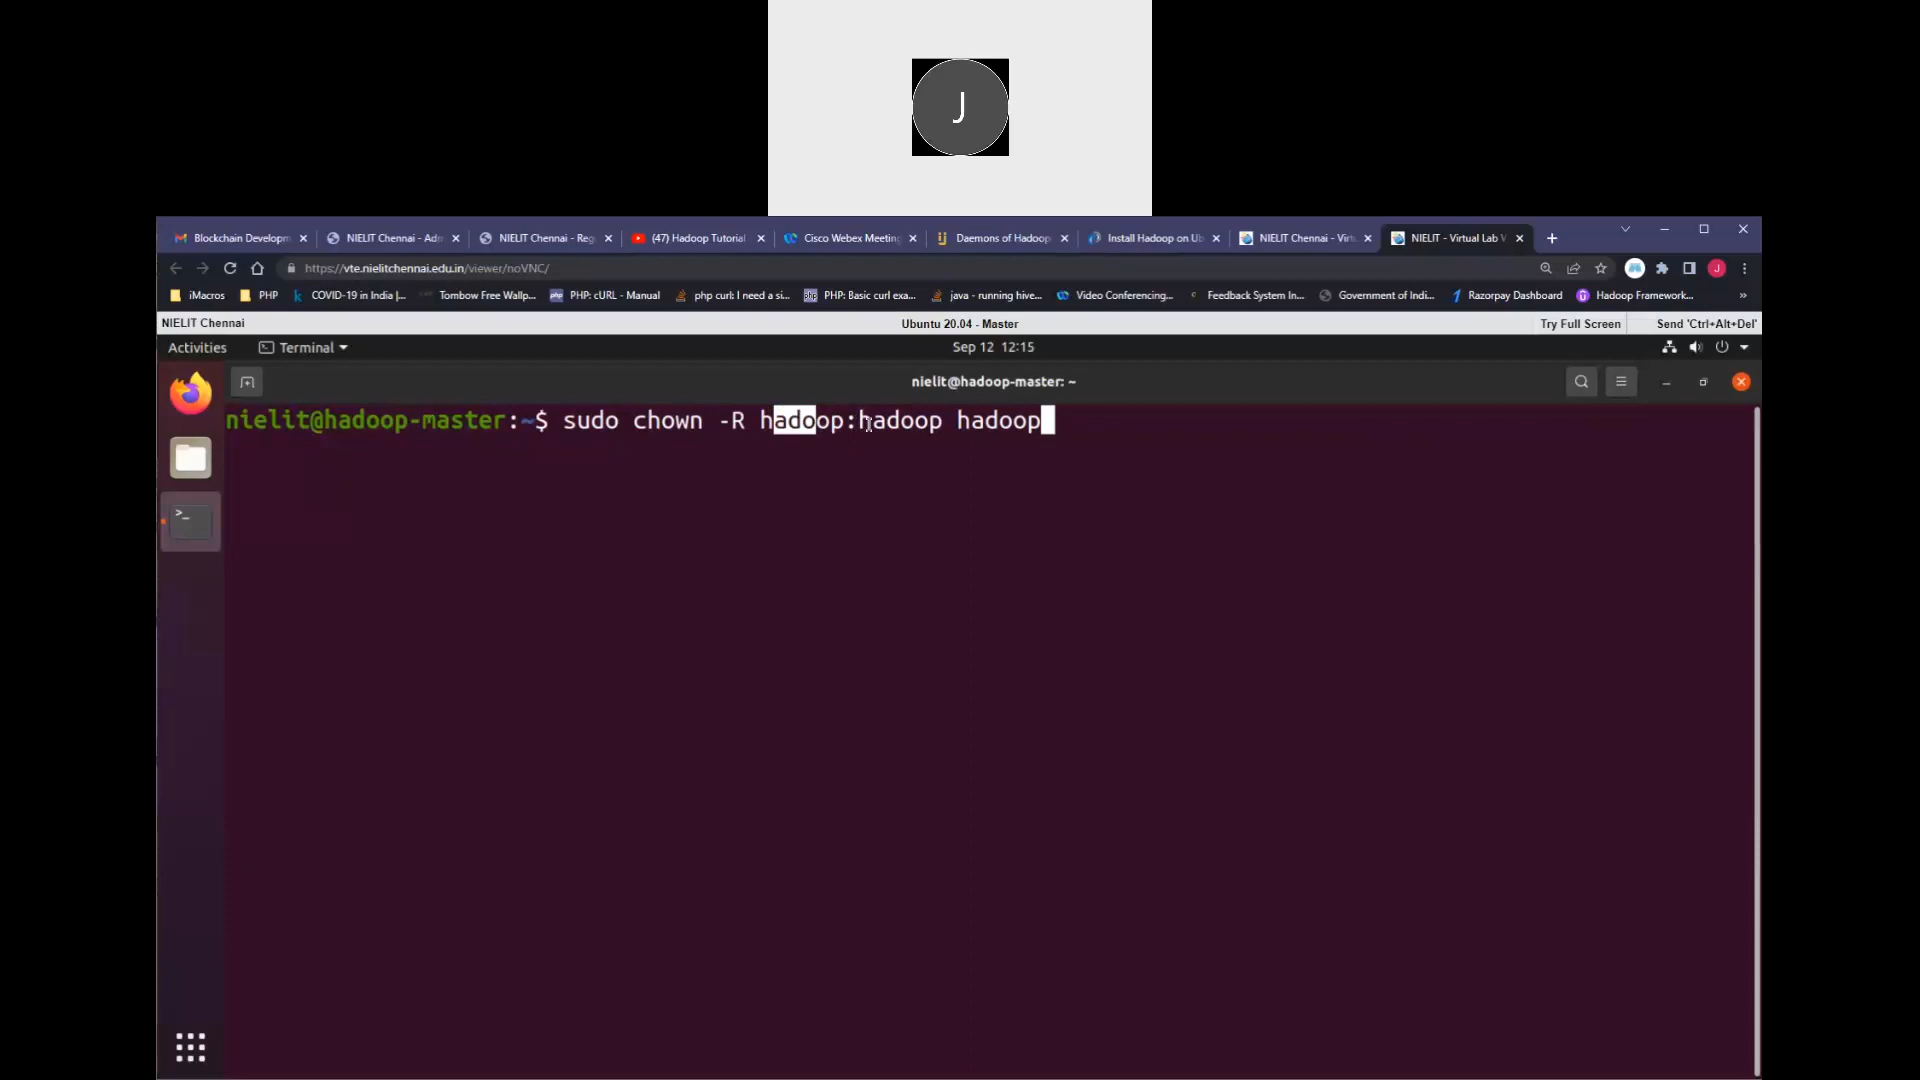 J
Blockchain Developm
NIELIT Chennai - Adm
NIELIT Chennai - Reg
(47) Hadoop Tutorial
Cisco Webex Meeting
Daemons of Hadoop
Install Hadoop on Ub
NIELIT Chennai - Virtu
NIELIT - Virtual Lab V
https://vte.nielitchennai.edu.in/viewer/noVNC/
J
iMacros
PHP
COVID-19 in India |...
Tombow Free Wallp...
PHP: cURL - Manual
php curl: I need a si...
PHP: Basic curl exa...
java - running hive...
Video Conferencing...
Feedback System In...
Government of Indi...
Razorpay Dashboard
Hadoop Framework...
»
NIELIT Chennai
Ubuntu 20.04 - Master
Try Full Screen
Send 'Ctrl+Alt+Del'
Activities
Terminal
Sep 12 12:15
nielit@hadoop-master: ~
nielit@hadoop-master:~$ sudo chown -R hadoop:hadoop hadoop